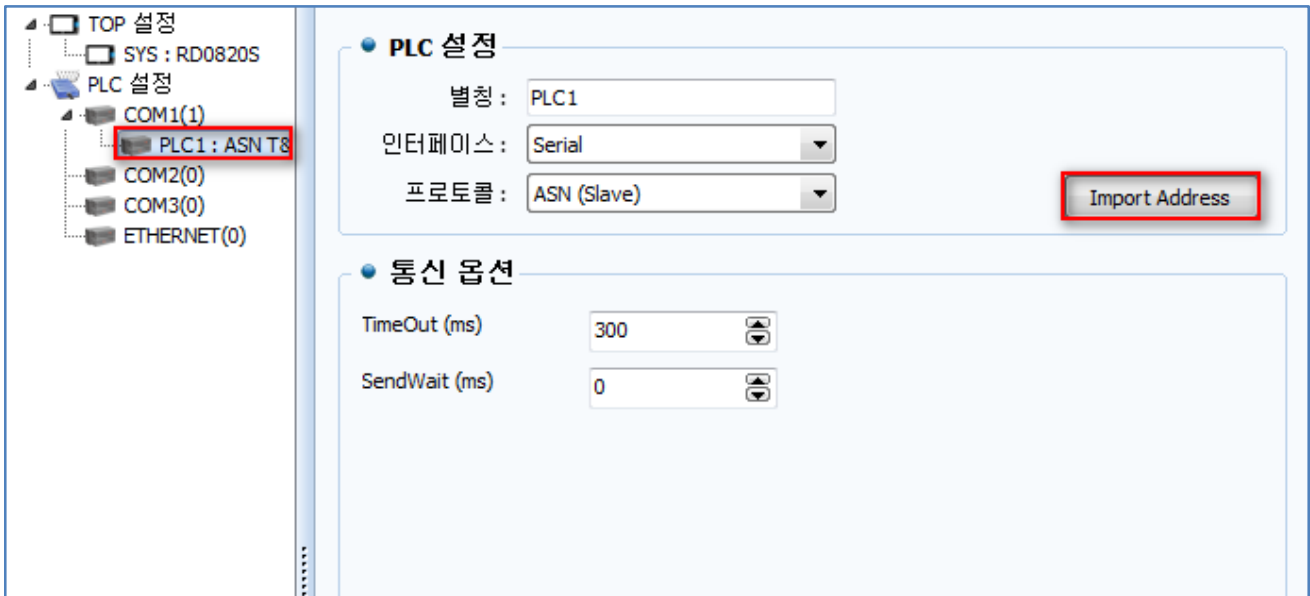 TOP 설정
SYS : RD0820S
PLC 설정
COM1(1)
PLC1 : ASN T&
COM2(0)
COM3(0)
ETHERNET(0)
PLC 설정
별칭 : PLC1
인터페이스 : Serial
프로토콜 : ASN (Slave)
Import Address
통신 옵션
TimeOut (ms) 300
SendWait (ms) 0